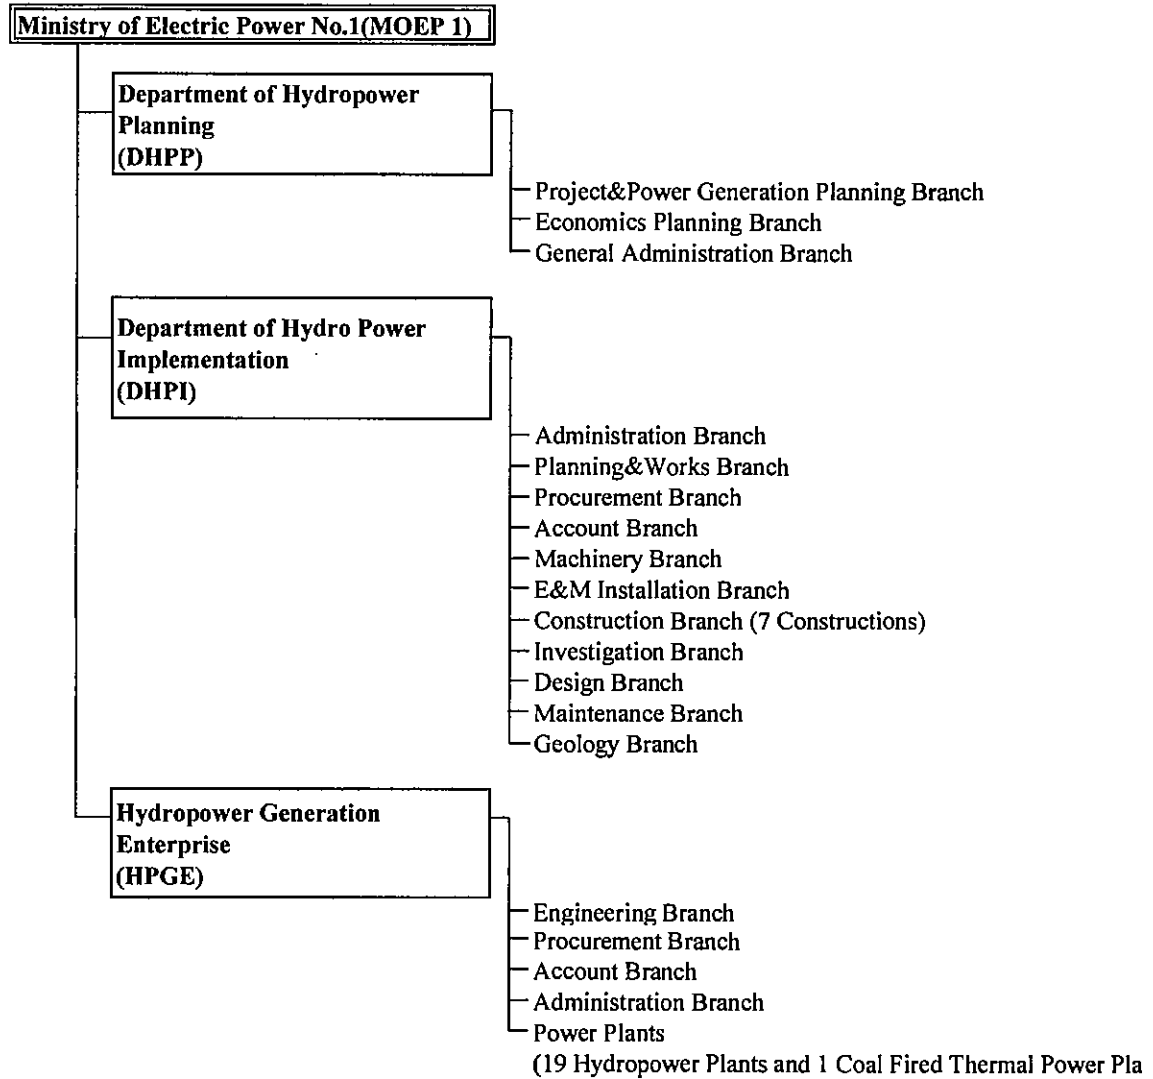 Ministry of Electric Power No.1(MOEP 1)
Department of Hydropower
Planning
(DHPP)
Project&Power Generation Planning Branch
Economics Planning Branch
General Administration Branch
Department of Hydro Power
Implementation
(DHPI)
Administration Branch
Planning&Works Branch
Procurement Branch
Account Branch
Machinery Branch
E&M Installation Branch
Construction Branch (7 Constructions)
Investigation Branch
Design Branch
Maintenance Branch
Geology Branch
Hydropower Generation
Enterprise
(HPGE)
Engineering Branch
Procurement Branch
Account Branch
Administration Branch
Power Plants
(19 Hydropower Plants and 1 Coal Fired Thermal Power Pla